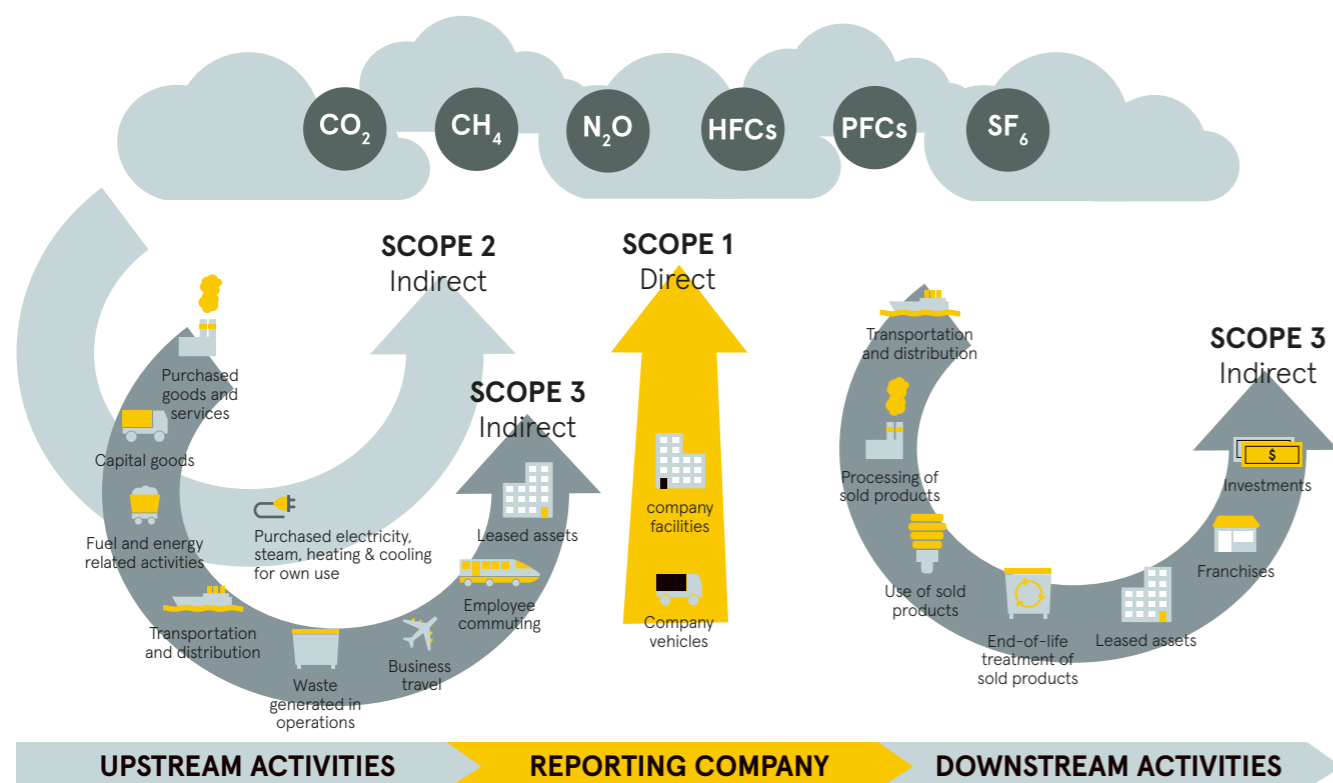 CO2
CH4
N2O
HFCs
PFCs
SF6
SCOPE 2
Indirect
SCOPE 1
Direct
SCOPE 3
Indirect
SCOPE 3
Indirect
Purchased
goods and
services
Capital goods
Fuel and energy
related activities
Purchased electricity,
steam, heating & cooling
for own use
Transportation
and distribution
Waste
generated in
operations
Business
travel
Employee
commuting
Leased assets
company
facilities
Company
vehicles
Transportation
and distribution
Processing of
sold products
Use of sold
products
End-of-life
treatment of
sold products
Leased assets
Franchises
$
Investments
UPSTREAM ACTIVITIES
REPORTING COMPANY
DOWNSTREAM ACTIVITIES